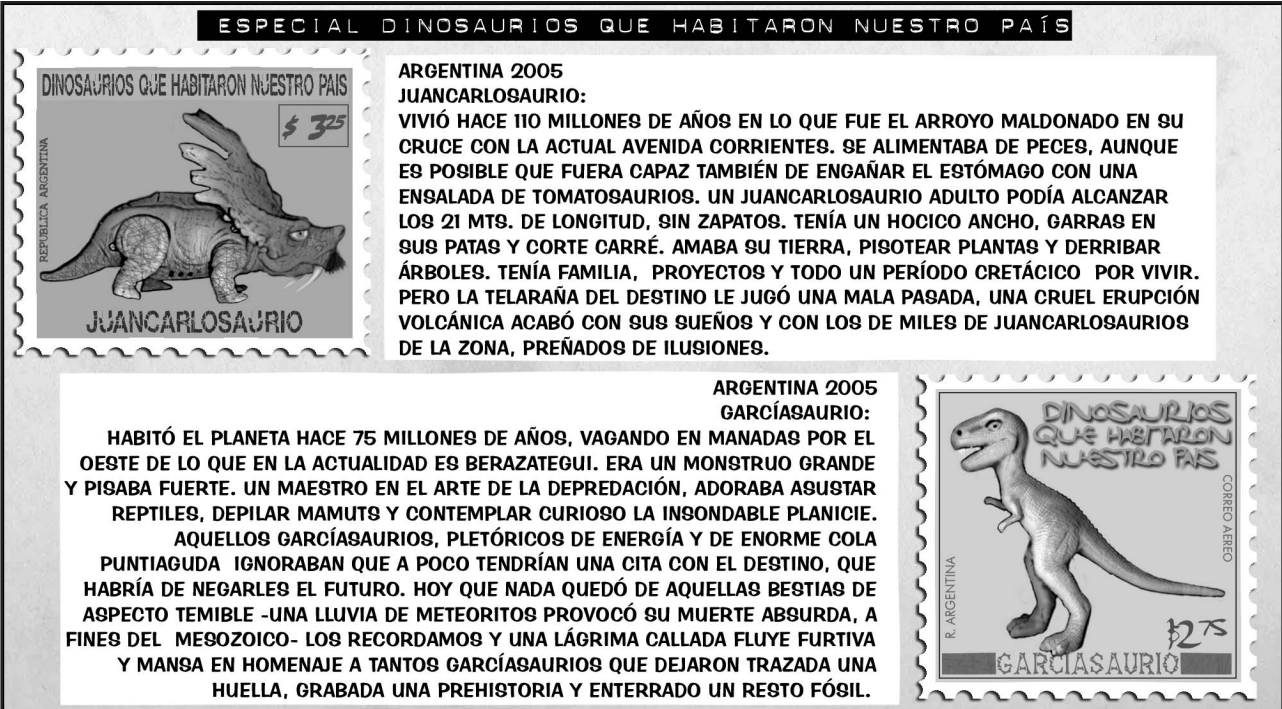 ESPECIAL DINOSAURIOS QUE HABITARON NUESTRO PAÍS
DINOSAURIOS QUE HABITARON NUESTRO PAIS
$ 325
REPUBLICA ARGENTINA
JUANCARLOSAURIO
ARGENTINA 2005
JUANCARLOSAURIO:
VIVIÓ HACE 110 MILLONES DE AÑOS EN LO QUE FUE EL ARROYO MALDONADO EN SU
CRUCE CON LA ACTUAL AVENIDA CORRIENTES. SE ALIMENTABA DE PECES, AUNQUE
ES POSIBLE QUE FUERA CAPAZ TAMBIÉN DE ENGAÑAR EL ESTÓMAGO CON UNA
ENSALADA DE TOMATOSAURIOS. UN JUANCARLOSAURIO ADULTO PODÍA ALCANZAR
LOS 21 MTS. DE LONGITUD, SIN ZAPATOS. TENÍA UN HOCICO ANCHO, GARRAS EN
SUS PATAS Y CORTE CARRÉ. AMABA SU TIERRA, PISOTEAR PLANTAS Y DERRIBAR
ÁRBOLES. TENÍA FAMILIA, PROYECTOS Y TODO UN PERÍODO CRETÁCICO POR VIVIR.
PERO LA TELARAÑA DEL DESTINO LE JUGÓ UNA MALA PASADA, UNA CRUEL ERUPCIÓN
VOLCÁNICA ACABÓ CON SUS SUEÑOS Y CON LOS DE MILES DE JUANCARLOSAURIOS
DE LA ZONA, PREÑADOS DE ILUSIONES.
ARGENTINA 2005
GARCÍASAURIO:
HABITÓ EL PLANETA HACE 75 MILLONES DE AÑOS, VAGANDO EN MANADAS POR EL
OESTE DE LO QUE EN LA ACTUALIDAD ES BERAZATEGUI. ERA UN MONSTRUO GRANDE
Y PISABA FUERTE. UN MAESTRO EN EL ARTE DE LA DEPREDACIÓN, ADORABA ASUSTAR
REPTILES, DEPILAR MAMUTS Y CONTEMPLAR CURIOSO LA INSONDABLE PLANICIE.
AQUELLOS GARCÍASAURIOS, PLETÓRICOS DE ENERGÍA Y DE ENORME COLA
PUNTIAGUDA IGNORABAN QUE A POCO TENDRÍAN UNA CITA CON EL DESTINO, QUE
HABRÍA DE NEGARLES EL FUTURO. HOY QUE NADA QUEDÓ DE AQUELLAS BESTIAS DE
ASPECTO TEMIBLE -UNA LLUVIA DE METEORITOS PROVOCÓ SU MUERTE ABSURDA, A
FINES DEL MESOZOICO- LOS RECORDAMOS Y UNA LÁGRIMA CALLADA FLUYE FURTIVA
Y MANSA EN HOMENAJE A TANTOS GARCÍASAURIOS QUE DEJARON TRAZADA UNA
HUELLA, GRABADA UNA PREHISTORIA Y ENTERRADO UN RESTO FÓSIL.
DINOSAURIOS
QUE HABITARON
NUESTRO PAIS
CORREO AEREO
R. ARGENTINA
$2 75
GARCIASAURIO